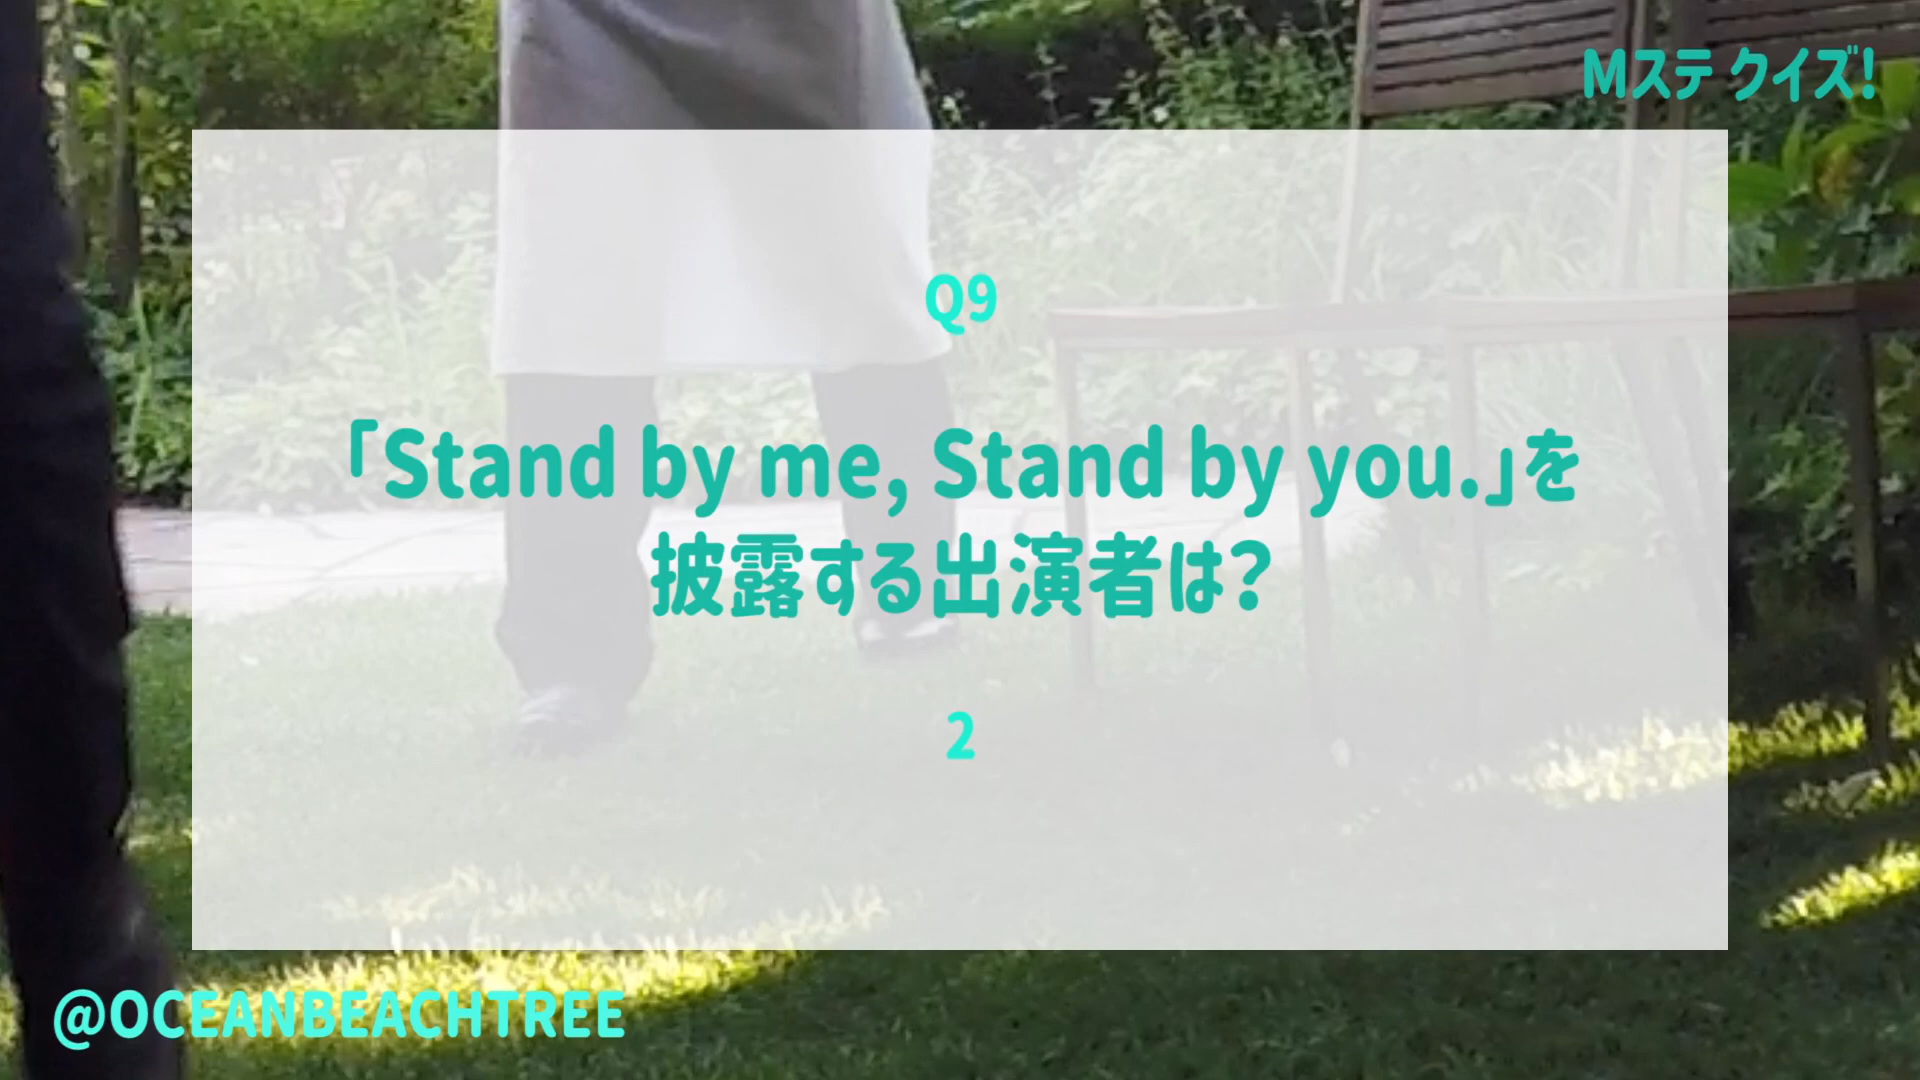 Mステ クイズ!
Q9
「Stand by me, Stand by you.」を
披露する出演者は?
2
@OCEANBEACHTREE